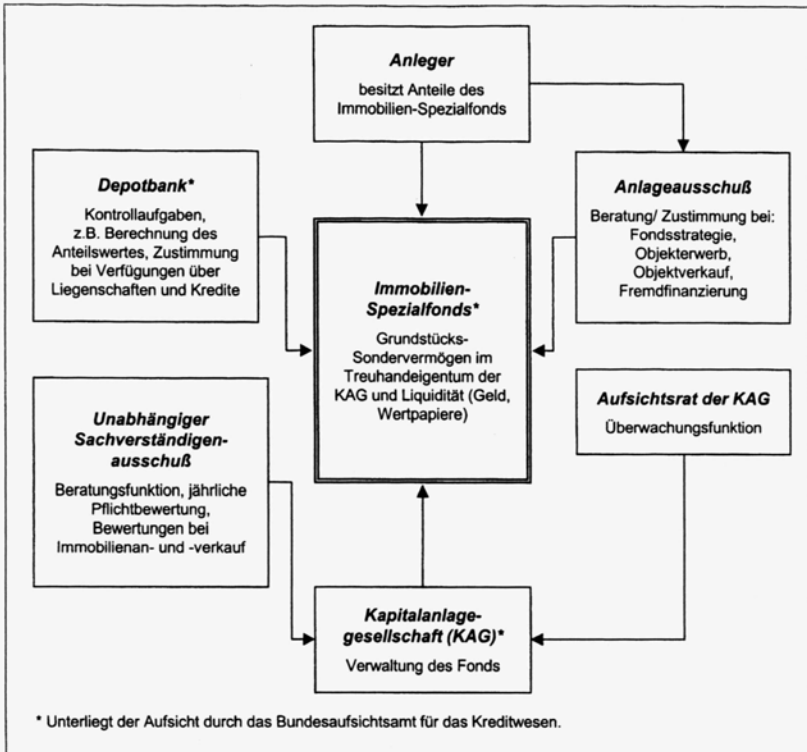 Anleger
besitzt Anteile des
Immobilien-Spezialfonds
Depotbank*
Kontrollaufgaben,
z.B. Berechnung des
Anteilswertes, Zustimmung
bei Verfügungen über
Liegenschaften und Kredite
Anlageausschuß
Beratung/ Zustimmung bei:
Fondsstrategie,
Objekterwerb,
Objektverkauf,
Fremdfinanzierung
Immobilien-
Spezialfonds*
Grundstücks-
Sondervermögen im
Treuhandeigentum der
KAG und Liquidität (Geld,
Wertpapiere)
Unabhängiger
Sachverständigen-
ausschuß
Beratungsfunktion, jährliche
Pflichtbewertung,
Bewertungen bei
Immobilienan- und -verkauf
Aufsichtsrat der KAG
Überwachungsfunktion
Kapitalanlage-
gesellschaft (KAG)*
Verwaltung des Fonds
* Unterliegt der Aufsicht durch das Bundesaufsichtsamt für das Kreditwesen.